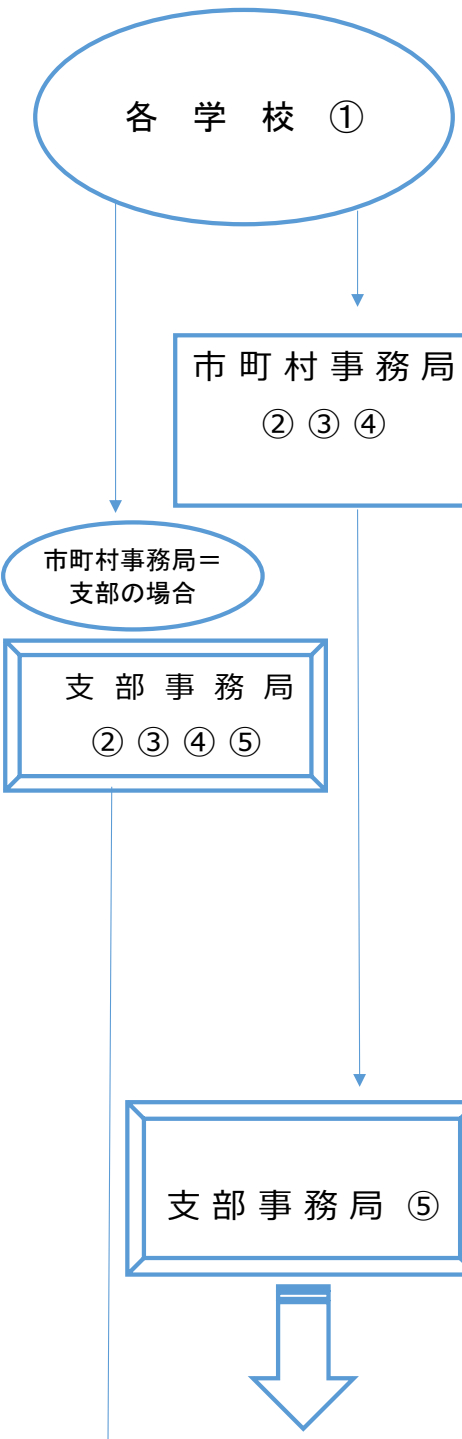 各 学 校 ①
市 町 村 事 務 局
② ③ ④
市町村事務局＝
支部の場合
支 部 事 務 局
② ③ ④ ⑤
支 部 事 務 局 ⑤